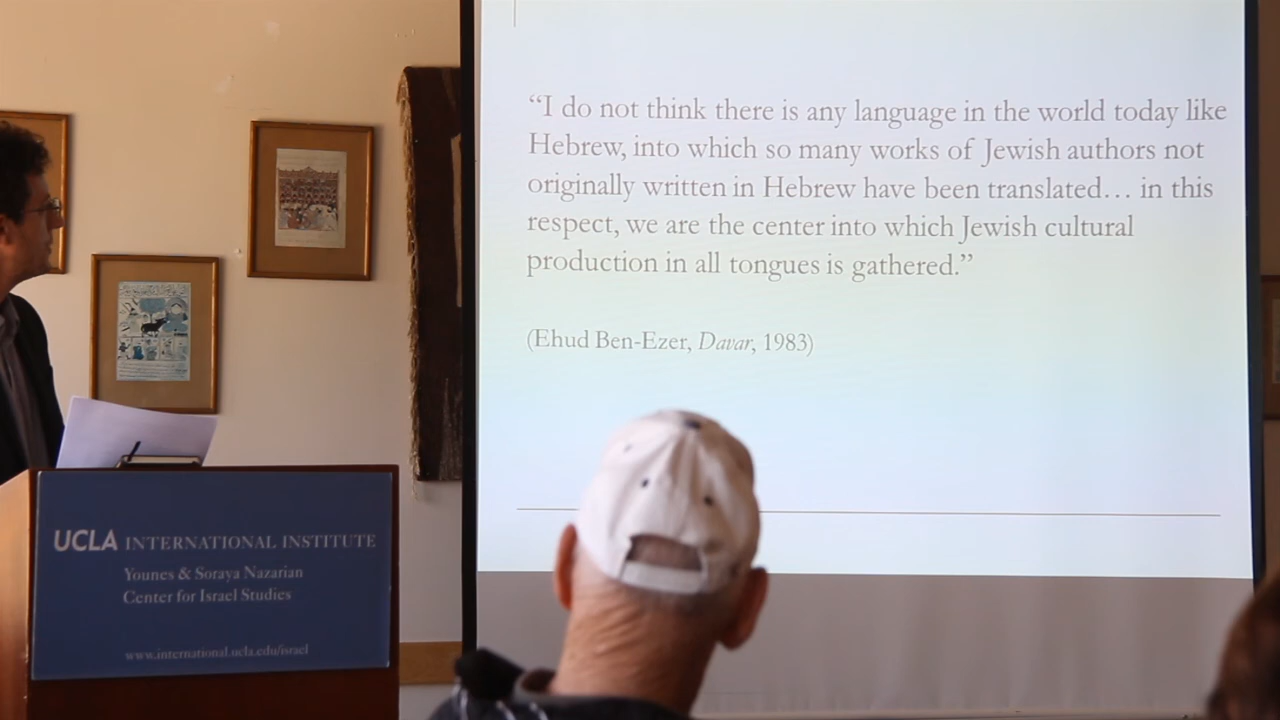 “I do not think there is any language in the world today like
Hebrew, into which so many works of Jewish authors not
originally written in Hebrew have been translated… in this
respect, we are the center into which Jewish cultural
production in all tongues is gathered.”
(Ehud Ben-Ezer, Davar, 1983)
UCLA INTERNATIONAL INSTITUTE
Younes & Soraya Nazarian
Center for Israel Studies
www.international.ucla.edu/israel